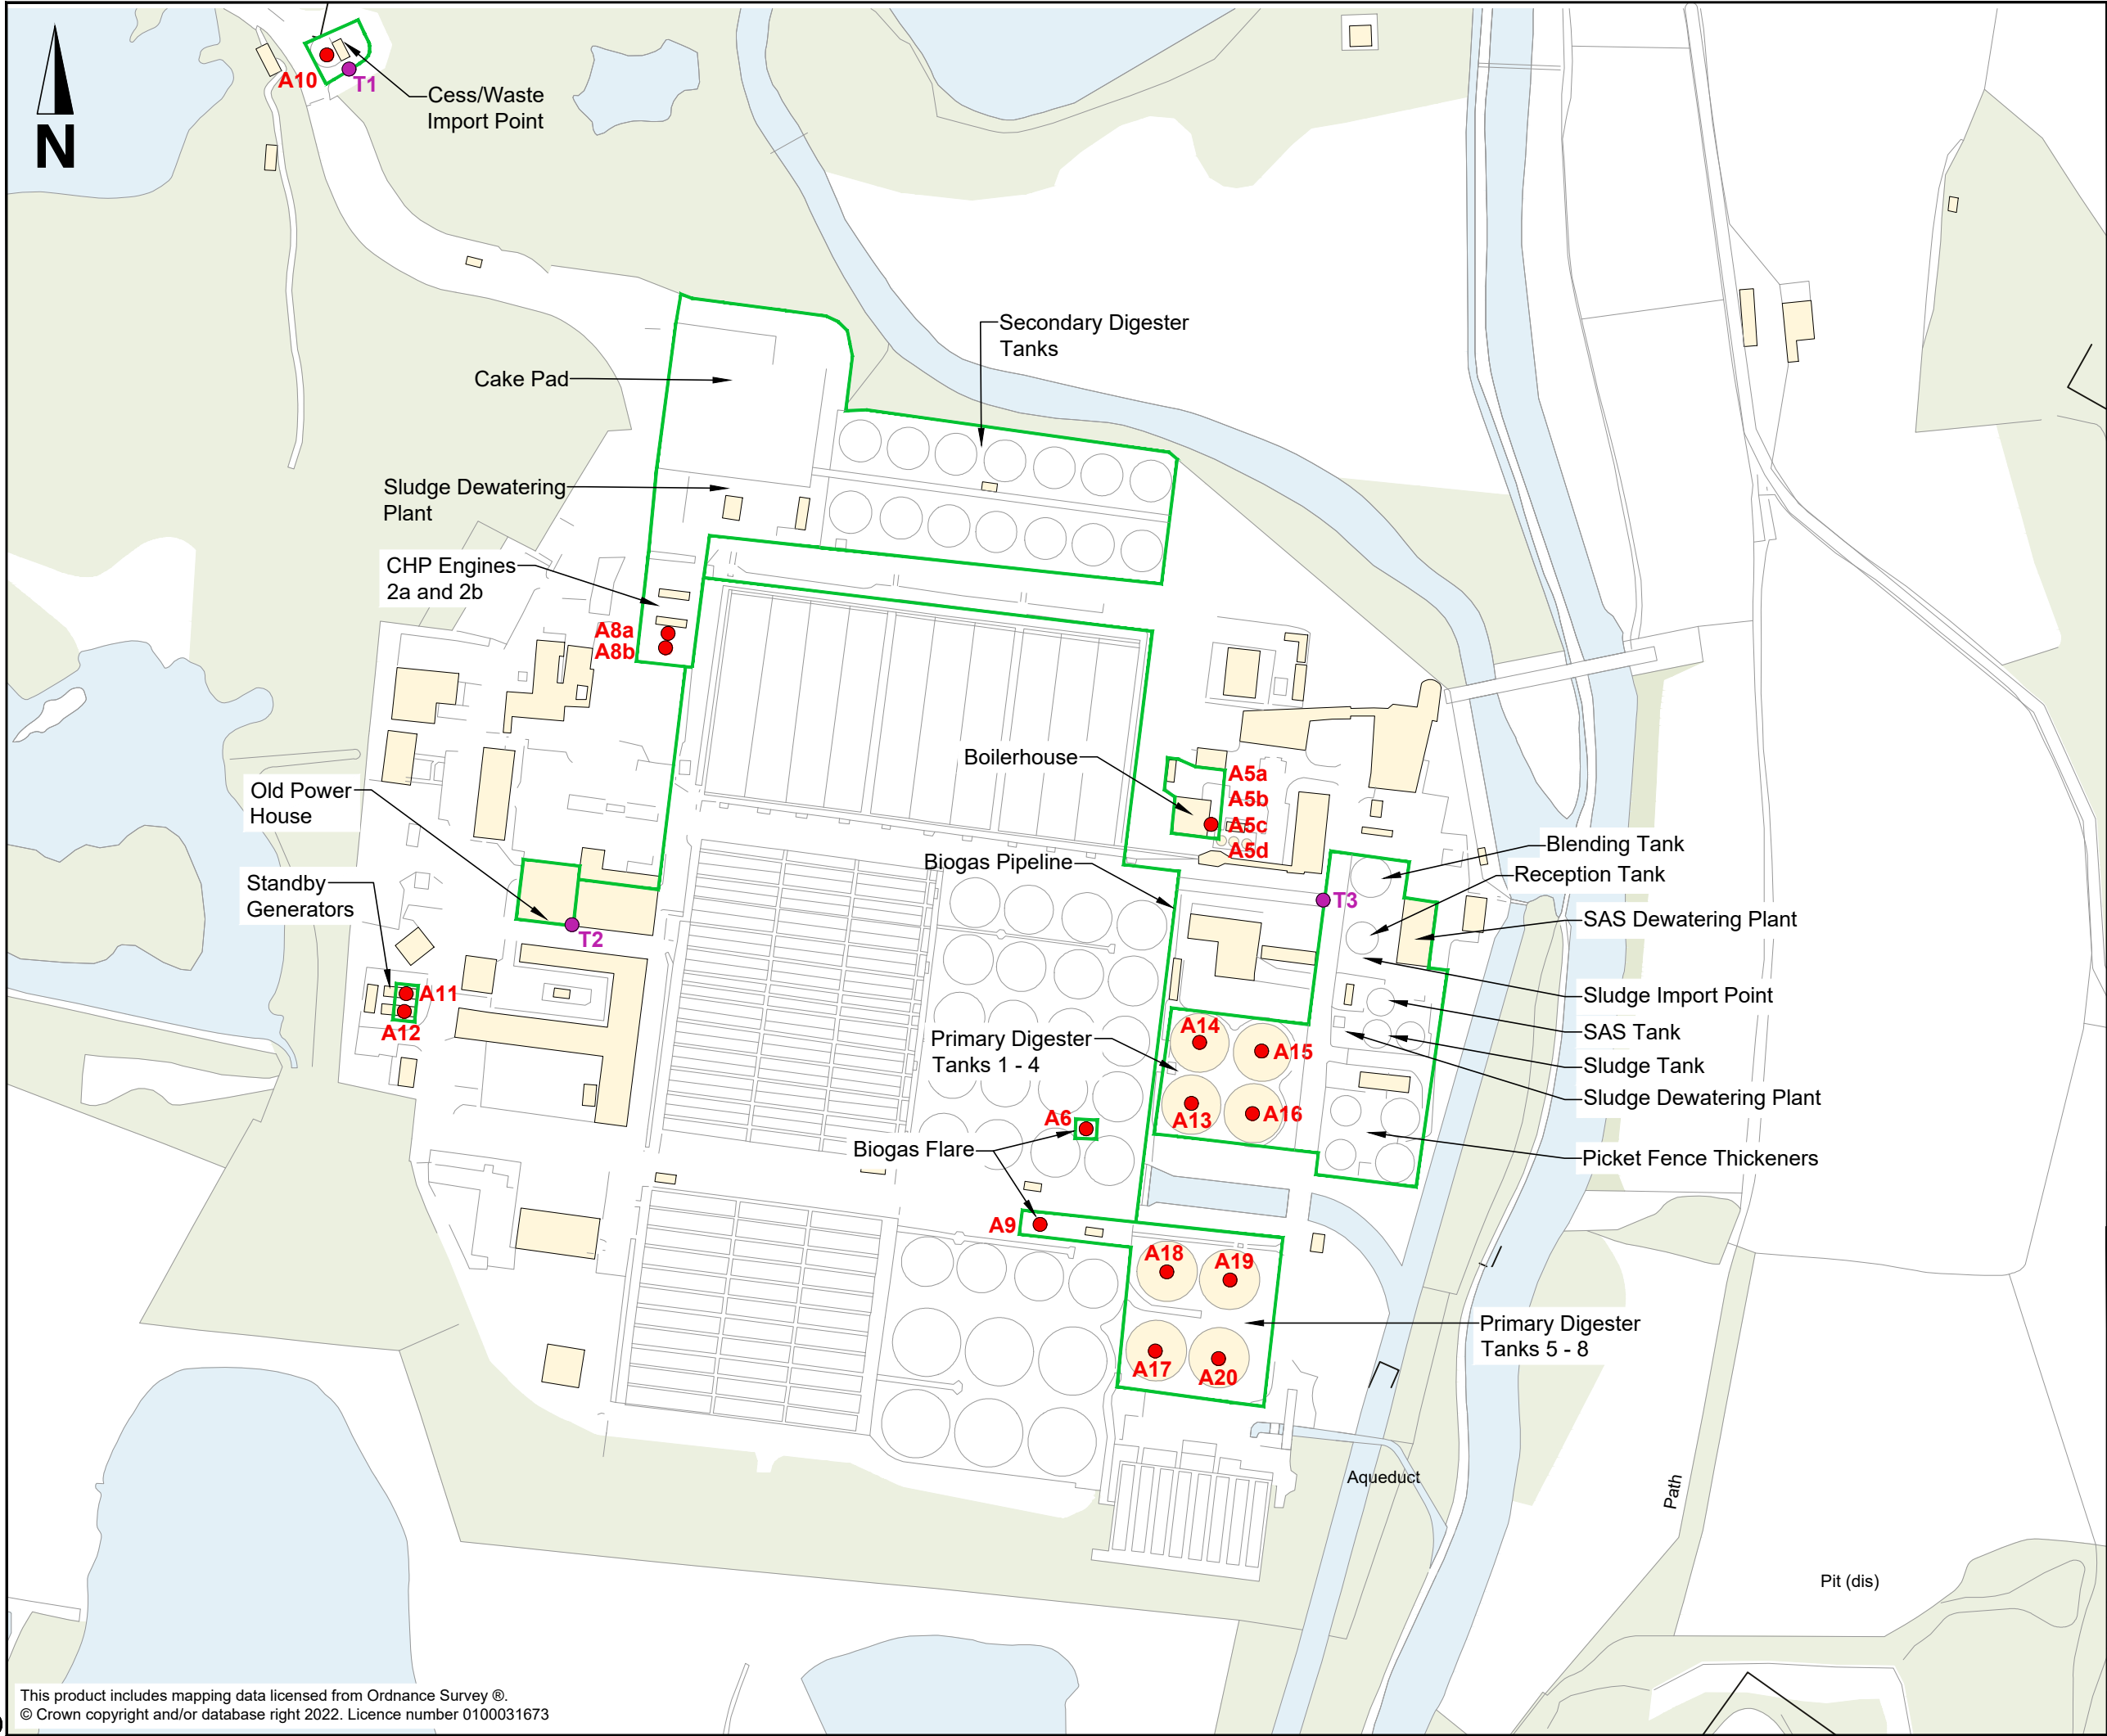 A10
T1
Cess/Waste
Import Point
N
Secondary Digester
Tanks
Cake Pad
Sludge Dewatering
Plant
CHP Engines
2a and 2b
A8a
A8b
Boilerhouse
A5a
A5b
A5c
A5d
Old Power
House
Biogas Pipeline
Blending Tank
Reception Tank
T3
SAS Dewatering Plant
Standby
Generators
T2
A11
A12
Sludge Import Point
SAS Tank
Sludge Tank
Sludge Dewatering Plant
Picket Fence Thickeners
Primary Digester
Tanks 1 - 4
A14
A15
A13
A16
A6
Biogas Flare
A9
A18
A19
A17
A20
Primary Digester
Tanks 5 - 8
Aqueduct
Path
Pit (dis)
This product includes mapping data licensed from Ordnance Survey ®.
© Crown copyright and/or database right 2022. Licence number 0100031673